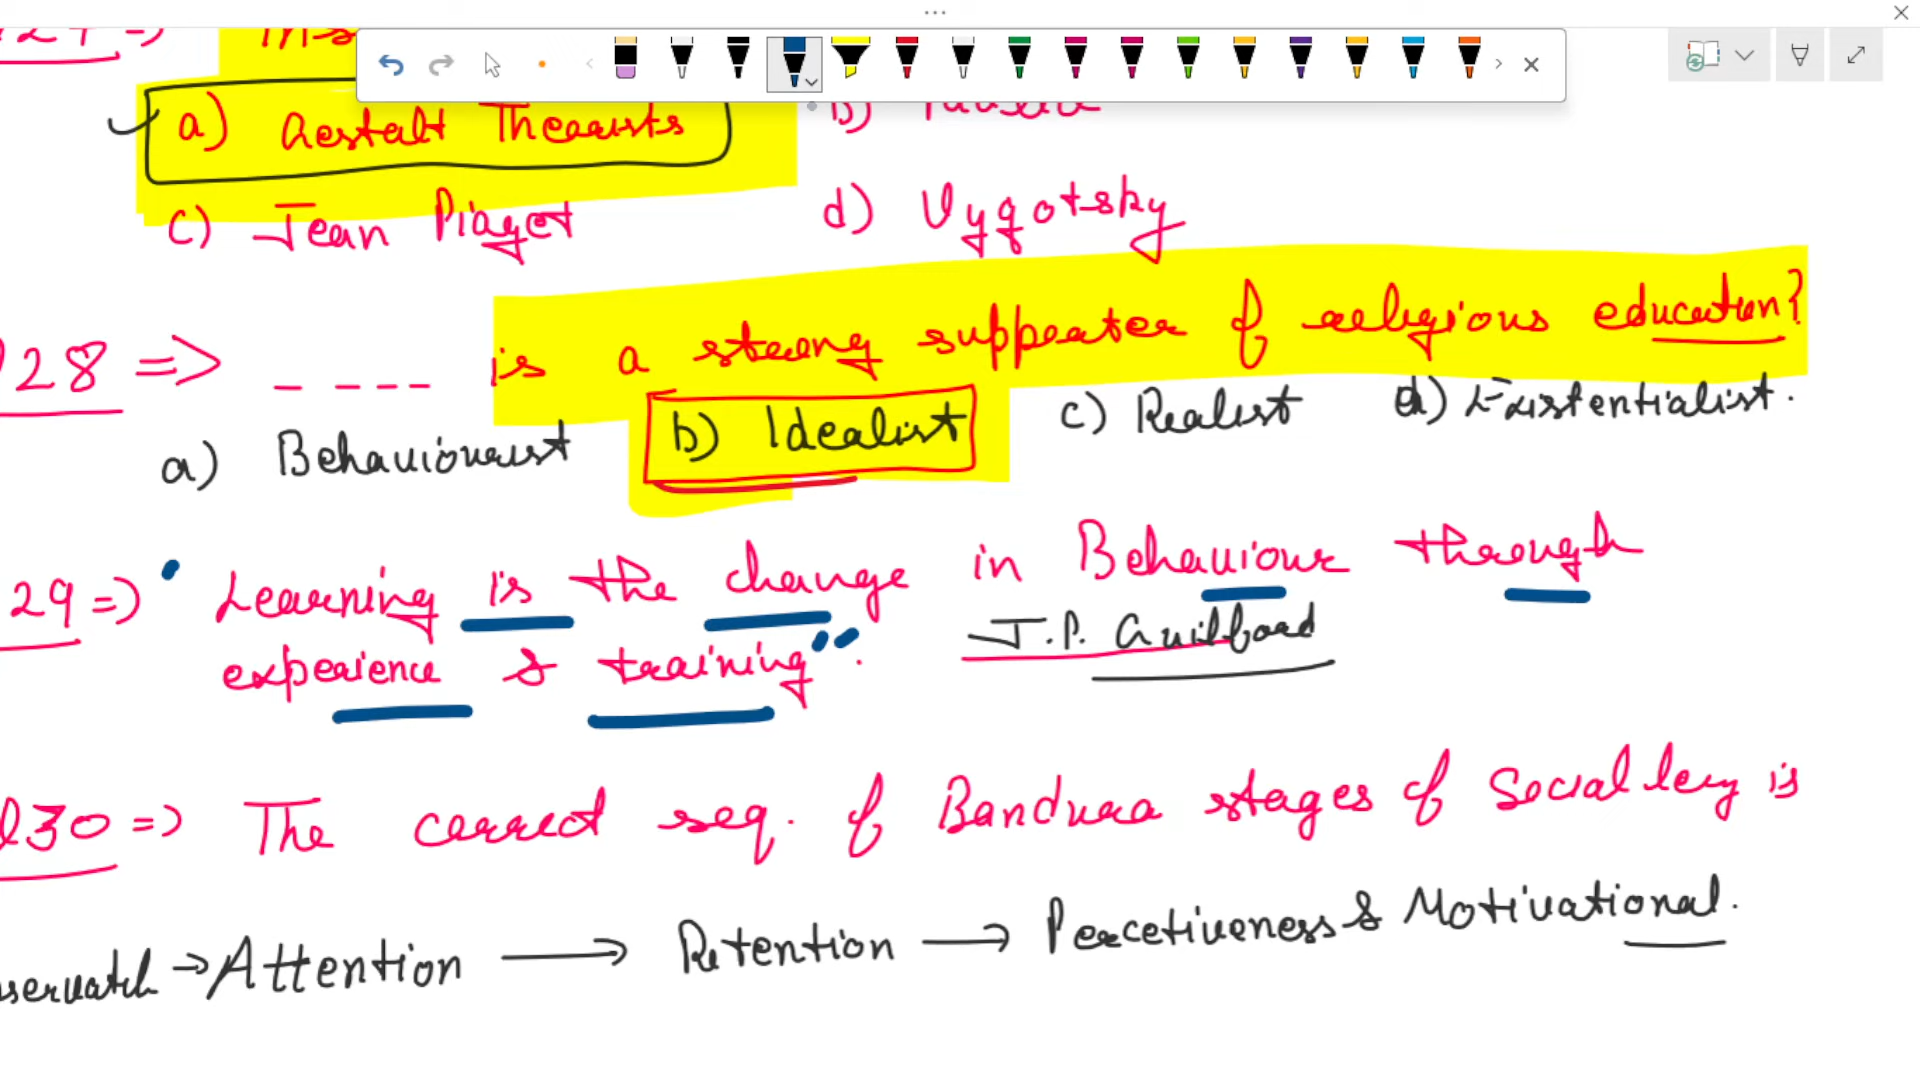 a) Gestalt Theorists
c) Jean Piaget d) Vygotsky
28 => _ _ _ _ is a strong supporter of religious education?
a) Behaviourist b) Idealist c) Realist d) Existentialist.
29 => Learning is the change in Behaviour through
experience & training". J.P. Guilford
30 => The correct seq. of Bandura stages of Social is
→ Attention → Retention → Percetiveness & Motivational.